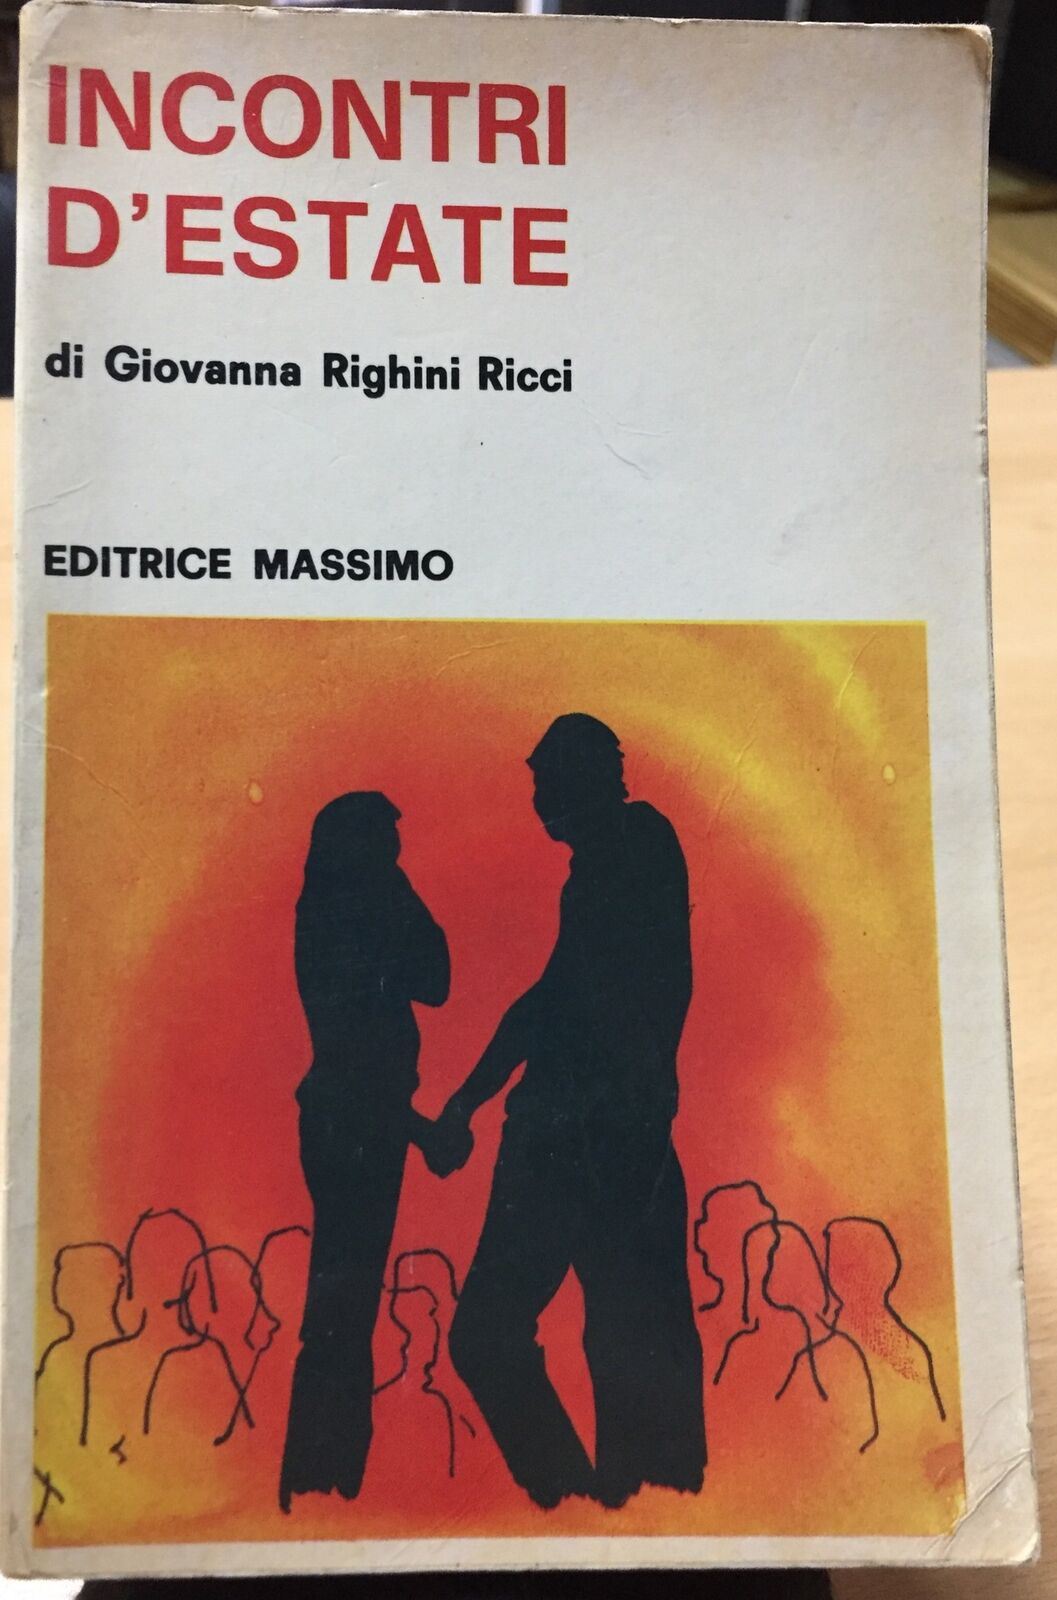 INCONTRI
D'ESTATE
di Giovanna Righini Ricci
EDITRICE MASSIMO